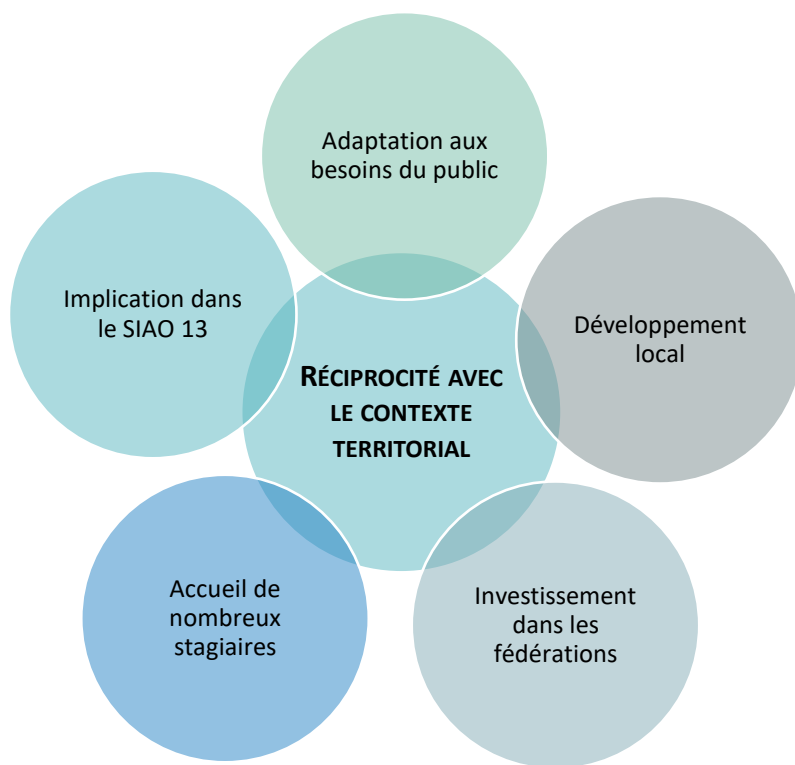 Adaptation aux
besoins du public
Implication dans
le SIAO 13
Développement
local
RÉCIPROCITÉ AVEC
LE CONTEXTE
TERRITORIAL
Accueil de
nombreux
stagiaires
Investissement
dans les
fédérations